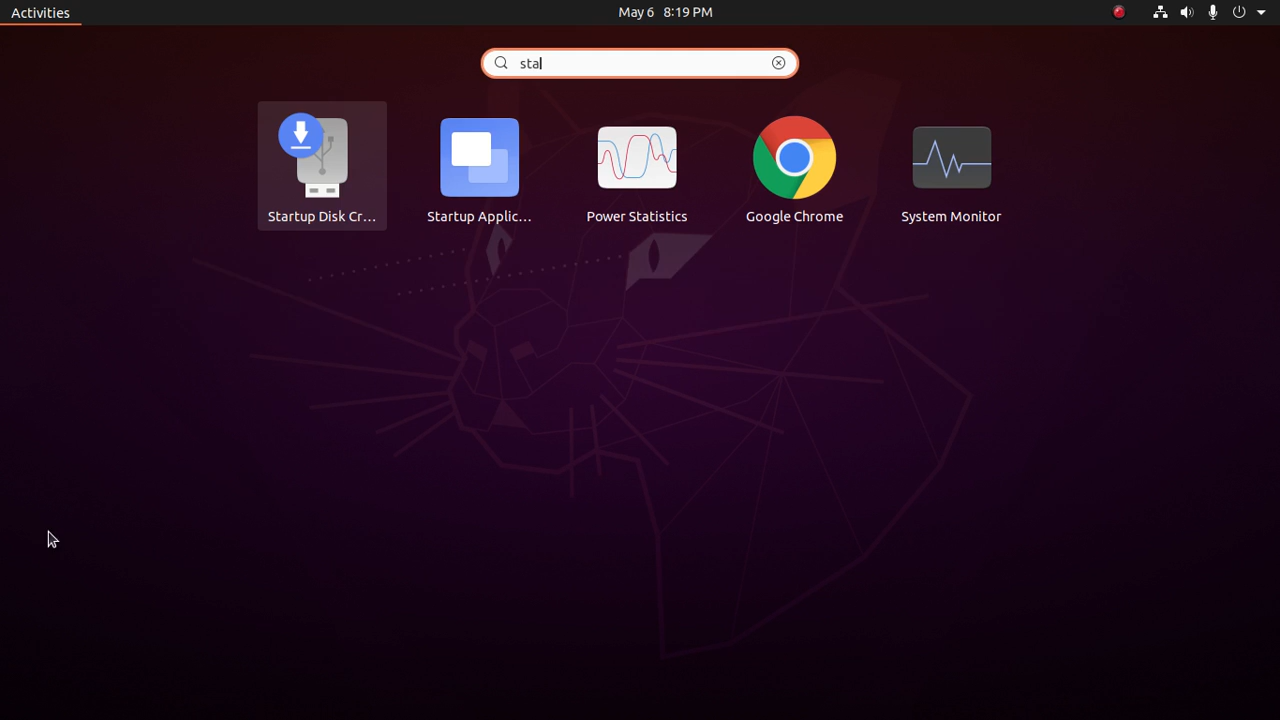 Activities
May 6 8:19 PM
sta
Startup Disk Cr...
Startup Applic...
Power Statistics
Google Chrome
System Monitor